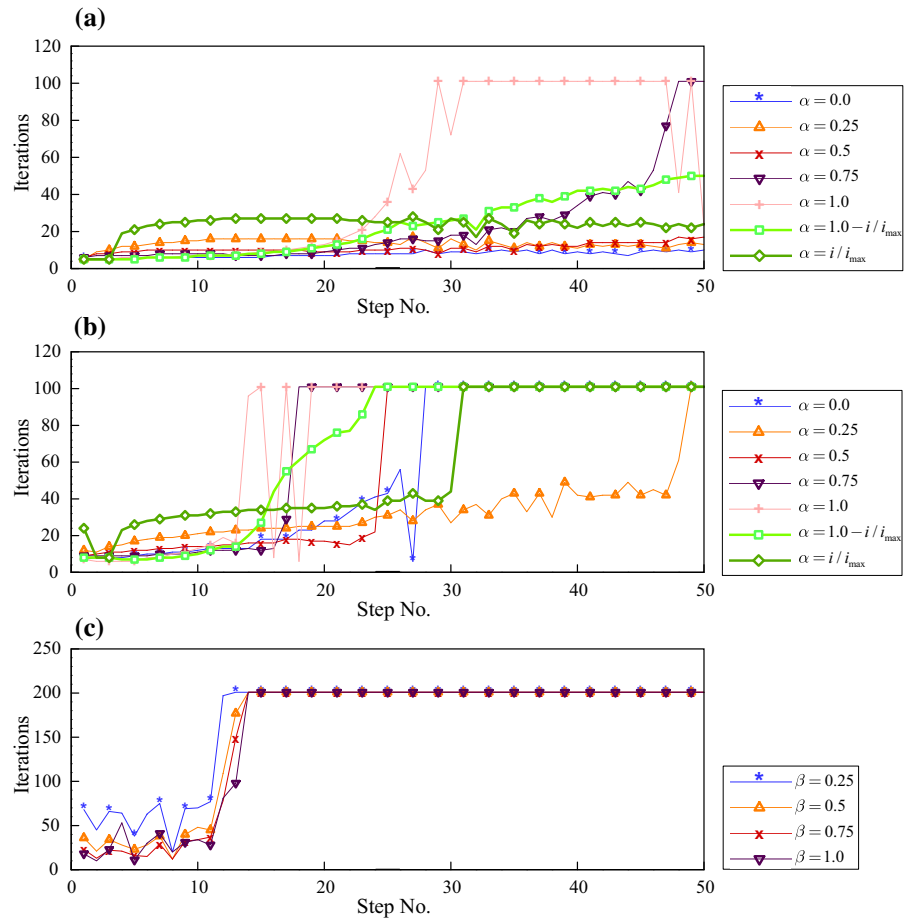 (a)
120
100
80
60
40
20
0
Iterations
0 10 20 30 40 50
Step No.
α = 0.0
α = 0.25
α = 0.5
α = 0.75
α = 1.0
α = 1.0 − i/i_max
α = i/i_max
(b)
120
100
80
60
40
20
0
Iterations
0 10 20 30 40 50
Step No.
α = 0.0
α = 0.25
α = 0.5
α = 0.75
α = 1.0
α = 1.0 − i/i_max
α = i/i_max
(c)
250
200
150
100
50
0
Iterations
0 10 20 30 40 50
Step No.
β = 0.25
β = 0.5
β = 0.75
β = 1.0